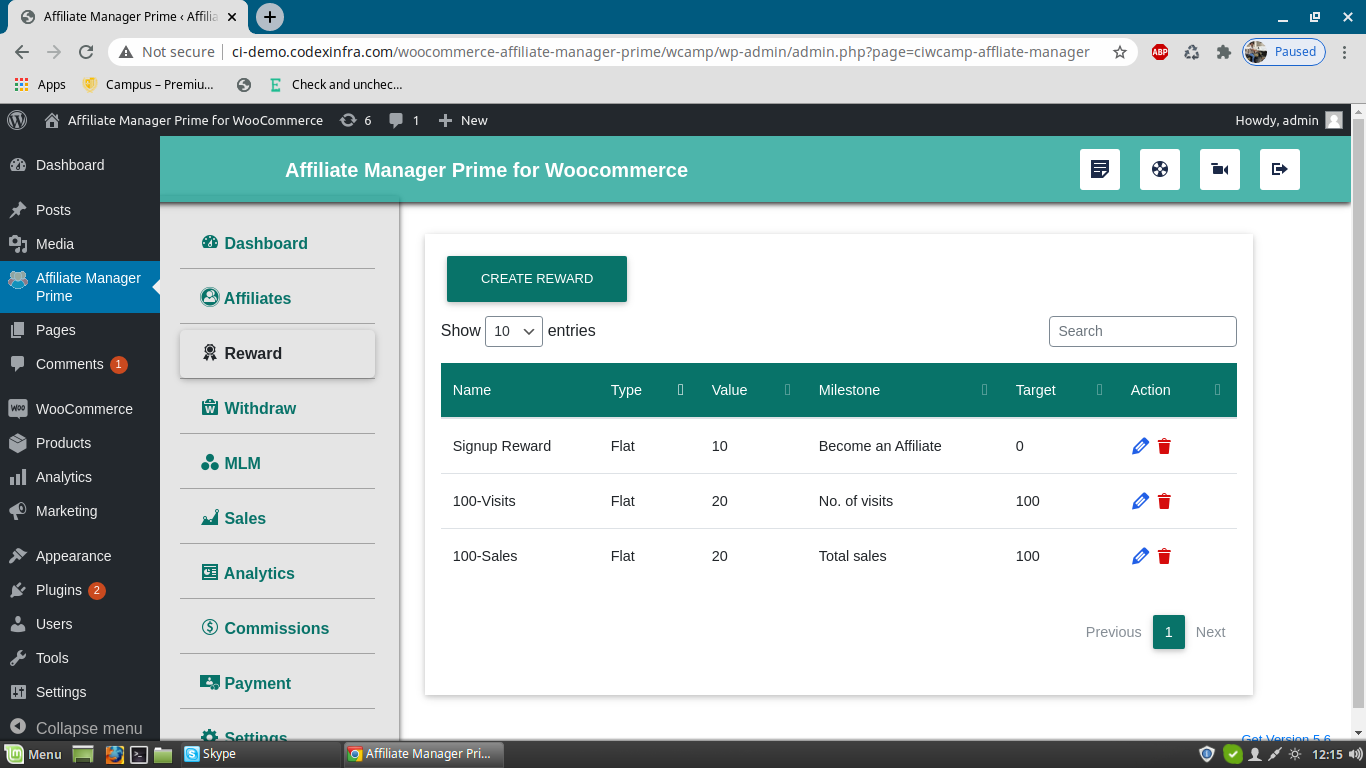 Affiliate Manager Prime ‹ Affilia
Not secure
ci-demo.codexinfra.com/woocommerce-affiliate-manager-prime/wcamp/wp-admin/admin.php?page=ciwcamp-affliate-manager
ABP
Paused
Apps
Campus – Premiu...
Check and unchec...
Affiliate Manager Prime for WooCommerce
6
1
New
Howdy, admin
Dashboard
Posts
Media
Affiliate Manager
Prime
Pages
Comments 1
WooCommerce
Products
Analytics
Marketing
Appearance
Plugins 2
Users
Tools
Settings
Collapse menu
Affiliate Manager Prime for Woocommerce
Dashboard
Affiliates
Reward
Withdraw
MLM
Sales
Analytics
Commissions
Payment
Settings
CREATE REWARD
Show 10 entries
Search
Name Type Value Milestone Target Action
Signup Reward Flat 10 Become an Affiliate 0
100-Visits Flat 20 No. of visits 100
100-Sales Flat 20 Total sales 100
Previous 1 Next
Get Version 5.6
Menu
Skype
Affiliate Manager Pri...
12:15